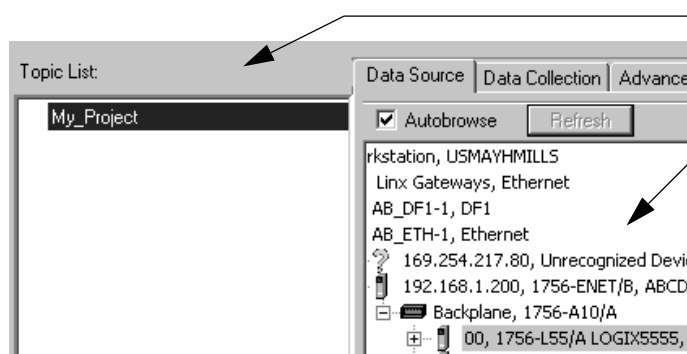 Topic List:
My_Project
Data Source Data Collection Advance
Autobrowse Refresh
rkstation, USMAYHMILLS
Linx Gateways, Ethernet
AB_DF1-1, DF1
AB_ETH-1, Ethernet
169.254.217.80, Unrecognized Devi
192.168.1.200, 1756-ENET/B, ABCD
Backplane, 1756-A10/A
00, 1756-L55/A LOGIX5555,